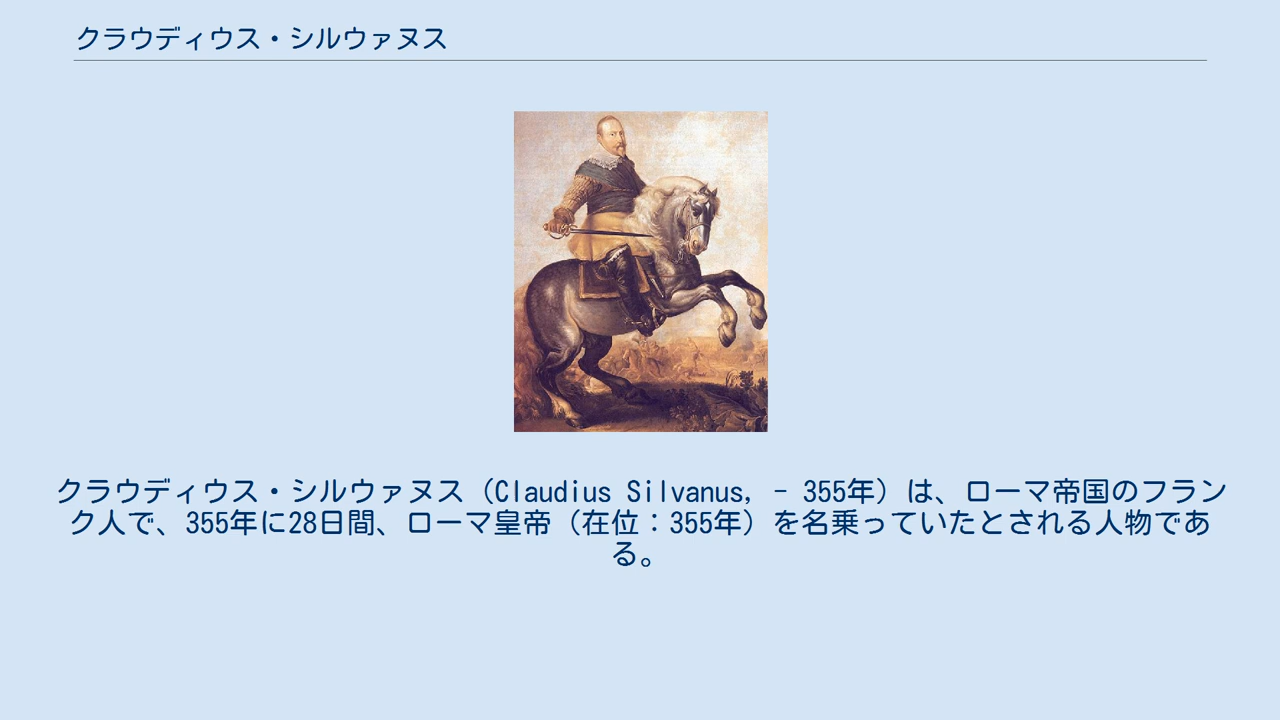 クラウディウス・シルウァヌス
クラウディウス・シルウァヌス（Claudius Silvanus, - 355年）は、ローマ帝国のフラン
ク人で、355年に28日間、ローマ皇帝（在位：355年）を名乗っていたとされる人物であ
る。